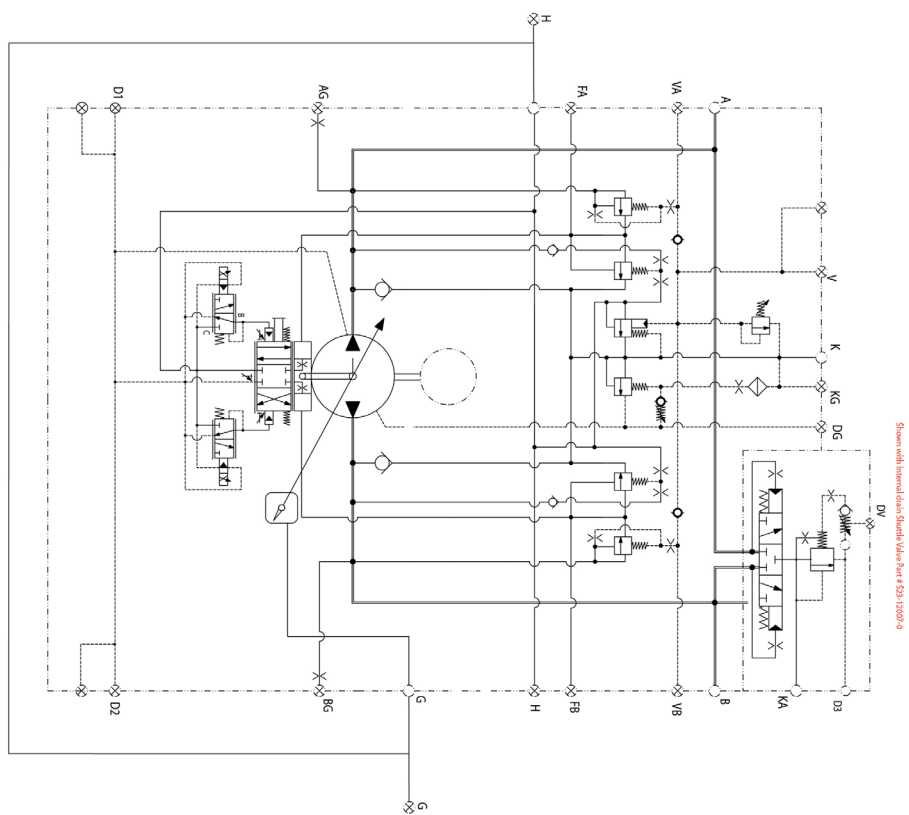 H
D1
AG
FA
VA
A
V
K
KG
DG
B
C
DV
D2
BG
G
H
FB
VB
B
KA
D3
G
Shown with Internal drain Shuttle Valve Part # S23-12007-0